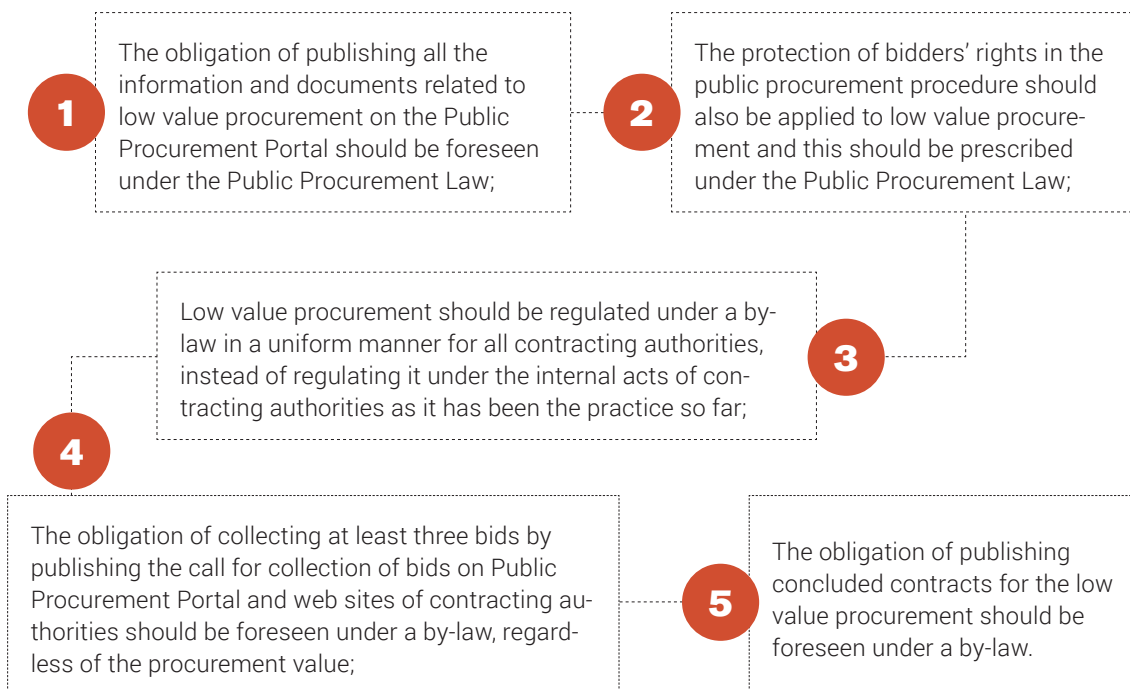 1
The obligation of publishing all the
information and documents related to
low value procurement on the Public
Procurement Portal should be foreseen
under the Public Procurement Law;
2
The protection of bidders’ rights in the
public procurement procedure should
also be applied to low value procure-
ment and this should be prescribed
under the Public Procurement Law;
3
Low value procurement should be regulated under a by-
law in a uniform manner for all contracting authorities,
instead of regulating it under the internal acts of con-
tracting authorities as it has been the practice so far;
4
The obligation of collecting at least three bids by
publishing the call for collection of bids on Public
Procurement Portal and web sites of contracting au-
thorities should be foreseen under a by-law, regard-
less of the procurement value;
5
The obligation of publishing
concluded contracts for the low
value procurement should be
foreseen under a by-law.